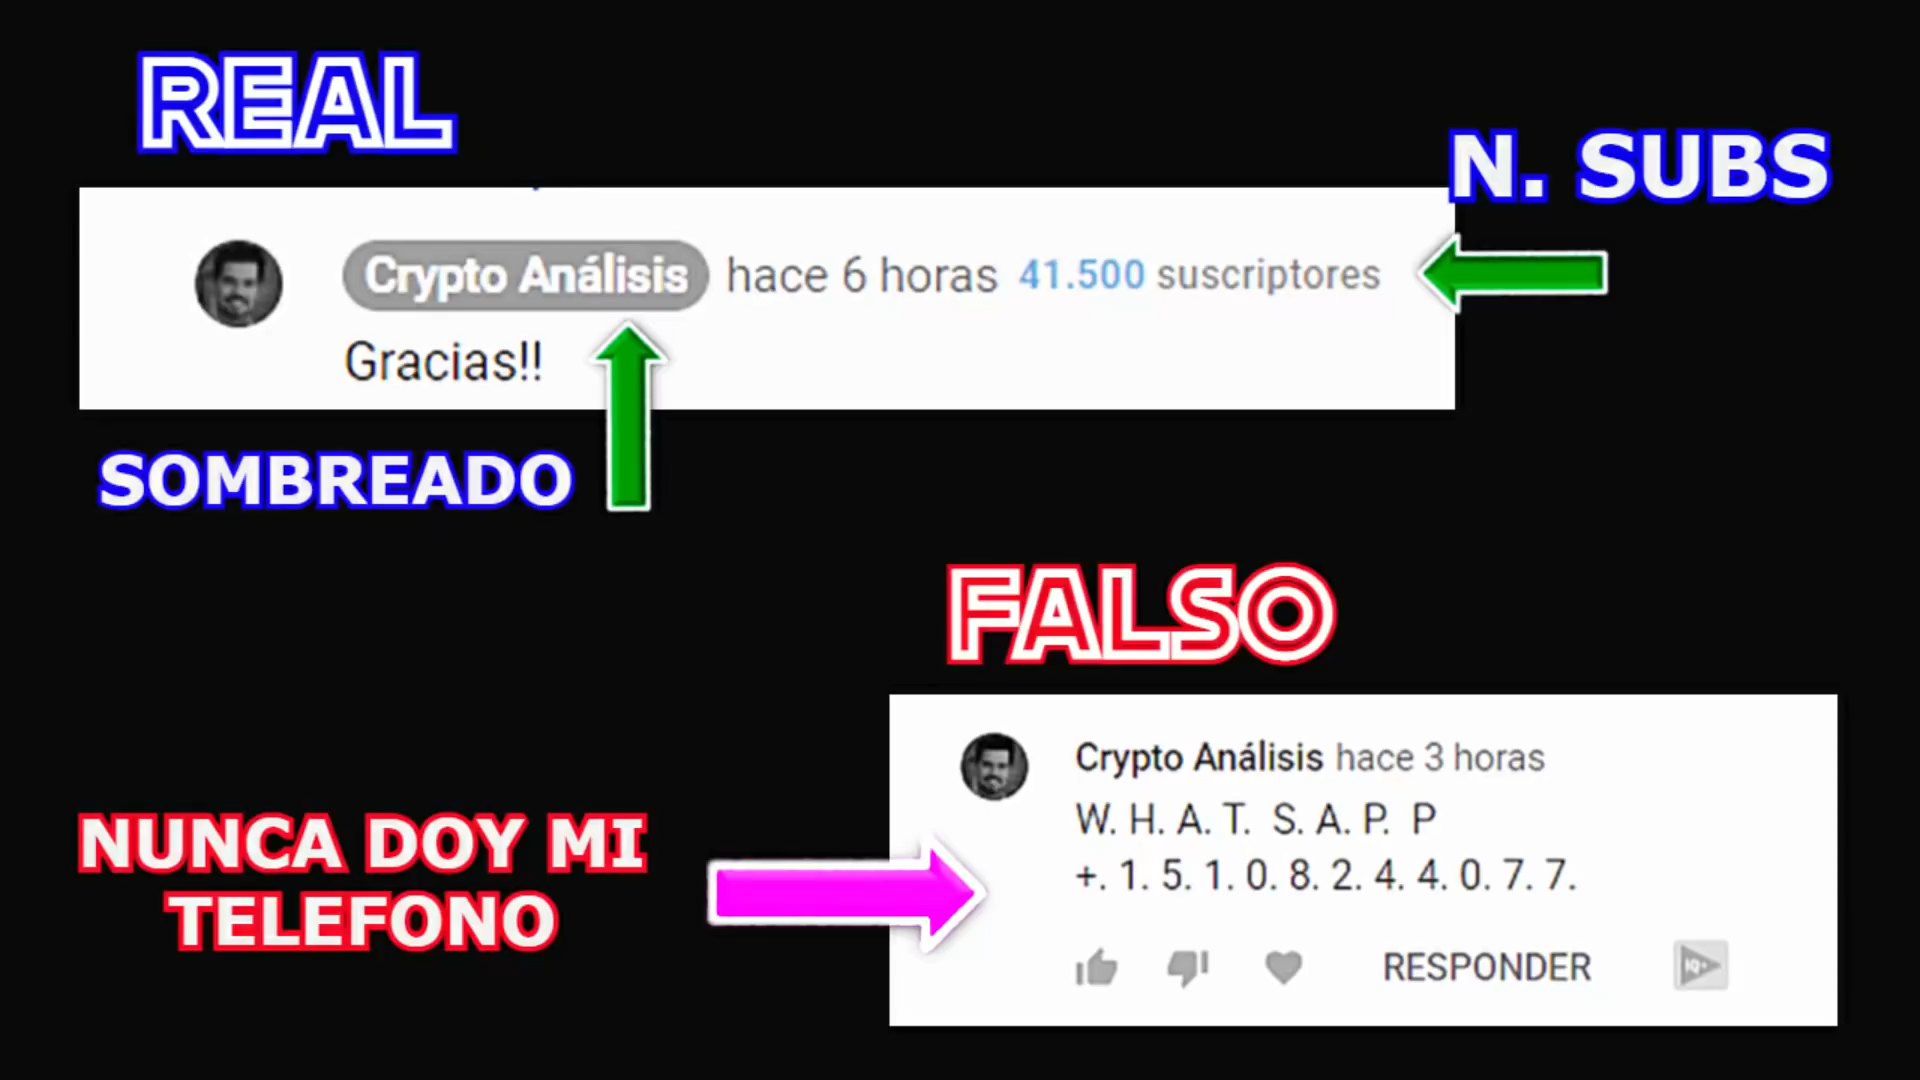 REAL
N. SUBS
Crypto Análisis hace 6 horas 41.500 suscriptores
Gracias!!
SOMBREADO
FALSO
Crypto Análisis hace 3 horas
W. H. A. T. S. A. P. P
+. 1. 5. 1. 0. 8. 2. 4. 4. 0. 7. 7.
NUNCA DOY MI
TELEFONO
RESPONDER
IQ+